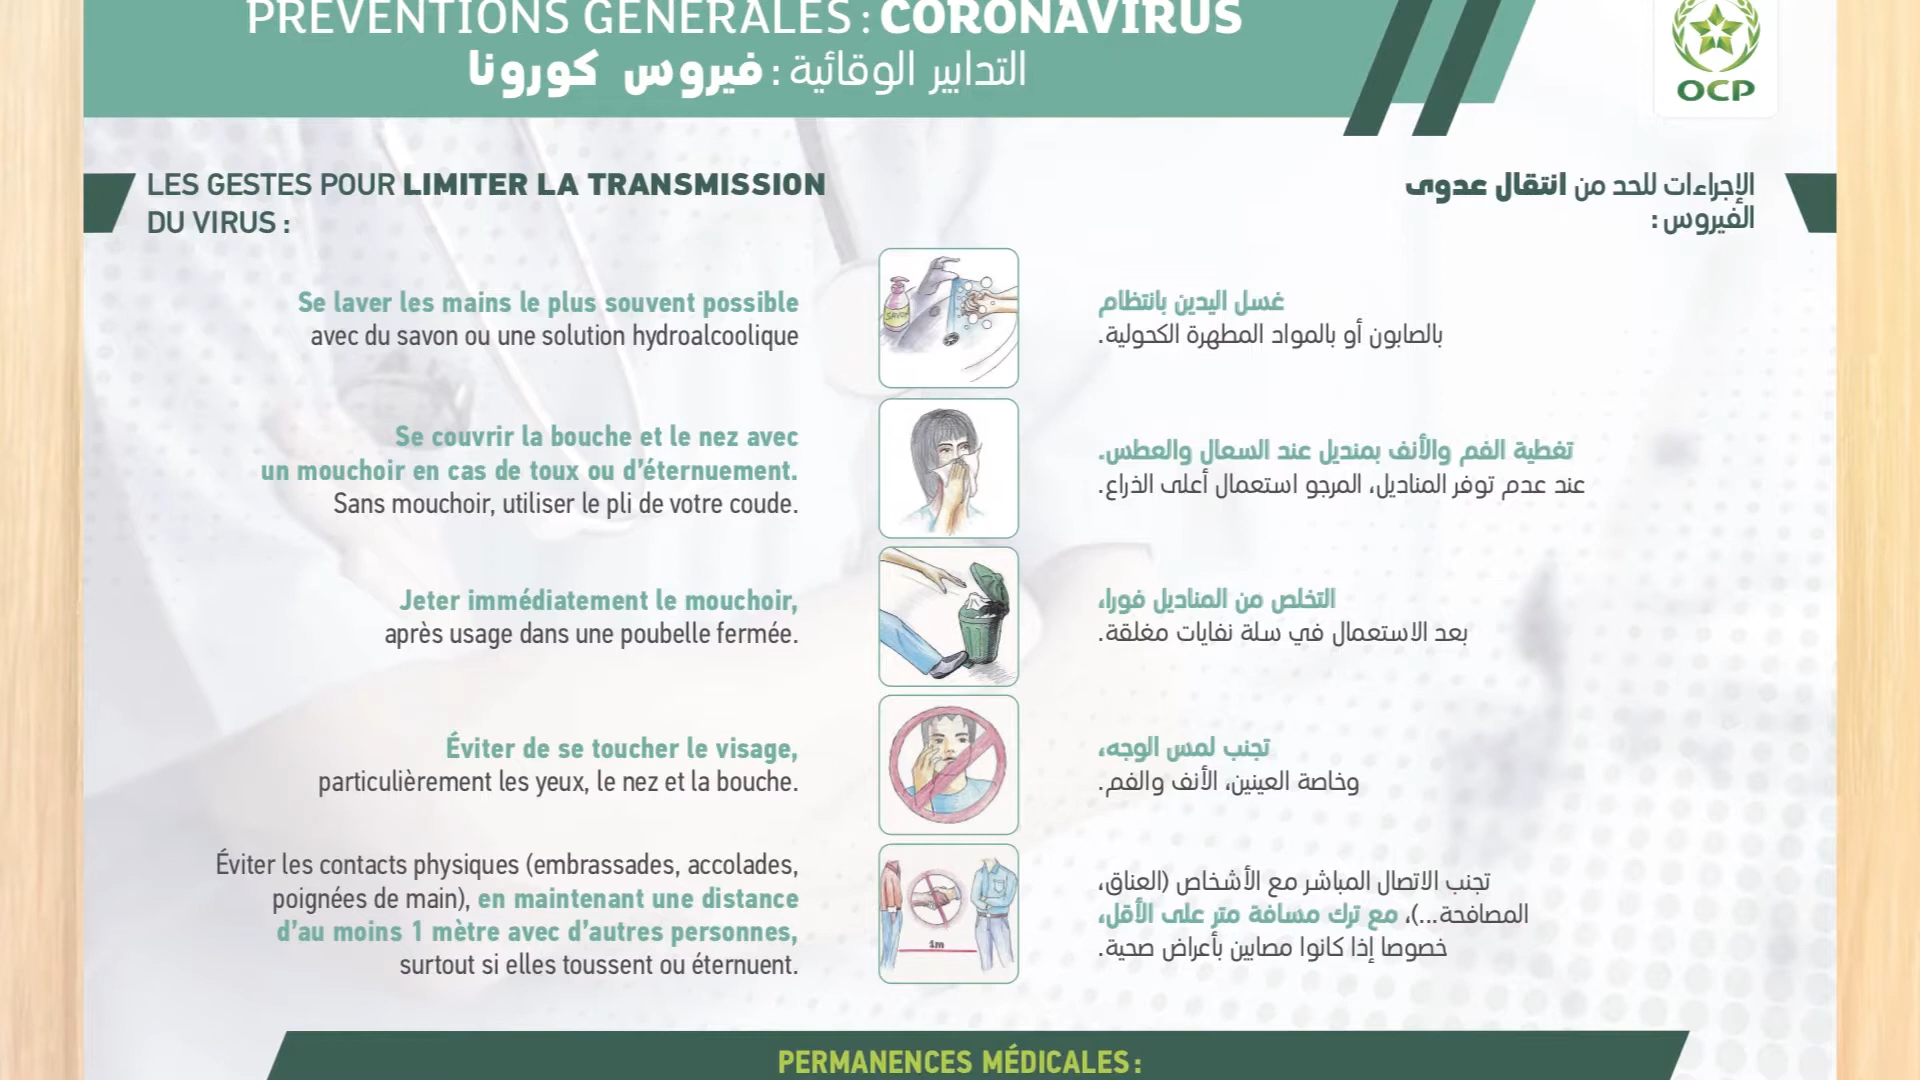 PRÉVENTIONS GÉNÉRALES : CORONAVIRUS
التدابير الوقائية : فيروس كورونا
OCP
LES GESTES POUR LIMITER LA TRANSMISSION
DU VIRUS :
الإجراءات للحد من انتقال عدوى
الفيروس :
Se laver les mains le plus souvent possible
avec du savon ou une solution hydroalcoolique
SAVON
غسل اليدين بانتظام
بالصابون أو بالمواد المطهرة الكحولية.
Se couvrir la bouche et le nez avec
un mouchoir en cas de toux ou d’éternuement.
Sans mouchoir, utiliser le pli de votre coude.
تغطية الفم والأنف بمنديل عند السعال والعطس.
عند عدم توفر المناديل، المرجو استعمال أعلى الذراع.
Jeter immédiatement le mouchoir,
après usage dans une poubelle fermée.
التخلص من المناديل فورا،
بعد الاستعمال في سلة نفايات مغلقة.
Éviter de se toucher le visage,
particulièrement les yeux, le nez et la bouche.
تجنب لمس الوجه،
وخاصة العينين، الأنف والفم.
Éviter les contacts physiques (embrassades, accolades,
poignées de main), en maintenant une distance
d’au moins 1 mètre avec d’autres personnes,
surtout si elles toussent ou éternuent.
1m
تجنب الاتصال المباشر مع الأشخاص (العناق،
المصافحة...)، مع ترك مسافة متر على الأقل،
خصوصا إذا كانوا مصابين بأعراض صحية.
PERMANENCES MÉDICALES :